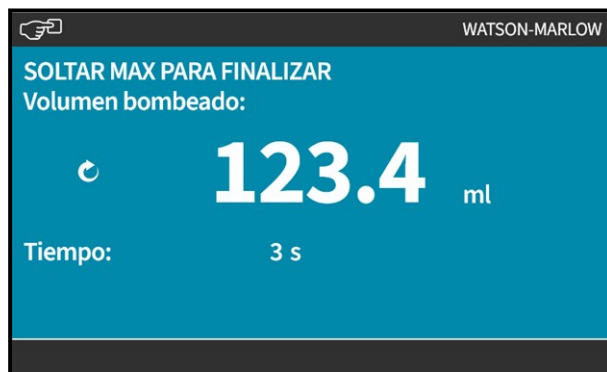 WATSON-MARLOW
SOLTAR MAX PARA FINALIZAR
Volumen bombeado:
123.4 ml
Tiempo: 3 s